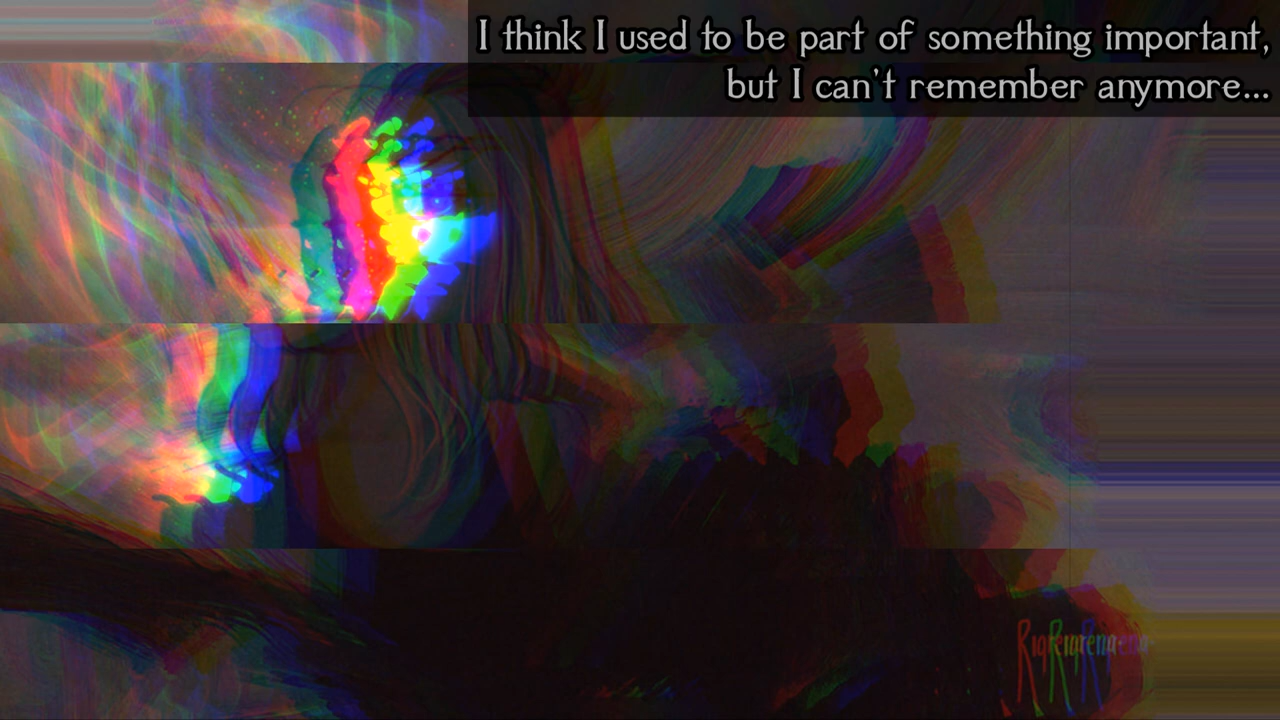 I think I used to be part of something important,
but I can't remember anymore...